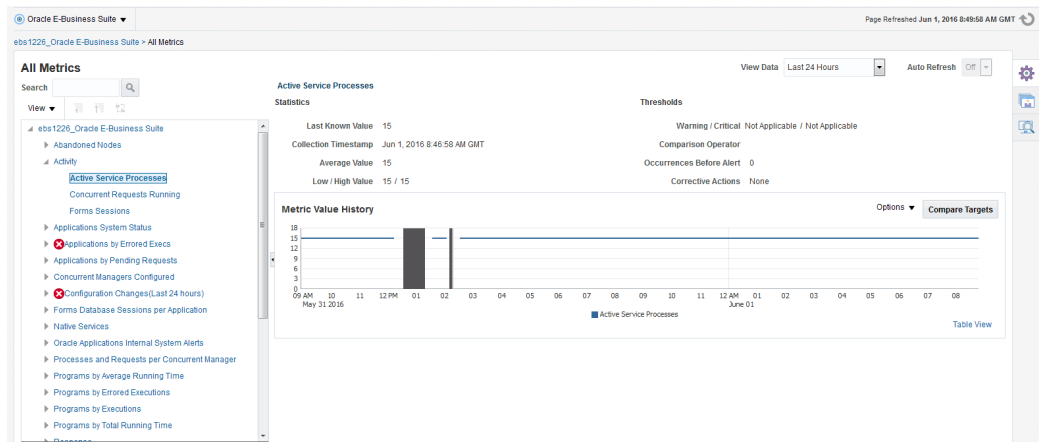 Oracle E-Business Suite
Page Refreshed Jun 1, 2016 8:49:58 AM GMT
ebs1226_Oracle E-Business Suite > All Metrics
All Metrics
View Data Last 24 Hours
Auto Refresh Off
Search
View
ebs1226_Oracle E-Business Suite
Abandoned Nodes
Activity
Active Service Processes
Concurrent Requests Running
Forms Sessions
Applications System Status
Applications by Errored Execs
Applications by Pending Requests
Concurrent Managers Configured
Configuration Changes(Last 24 hours)
Forms Database Sessions per Application
Native Services
Oracle Applications Internal System Alerts
Processes and Requests per Concurrent Manager
Programs by Average Running Time
Programs by Errored Executions
Programs by Executions
Programs by Total Running Time
Response
Active Service Processes
Statistics
Last Known Value 15
Collection Timestamp Jun 1, 2016 8:46:58 AM GMT
Average Value 15
Low / High Value 15 / 15
Thresholds
Warning / Critical Not Applicable / Not Applicable
Comparison Operator
Occurrences Before Alert 0
Corrective Actions None
Metric Value History
Options
Compare Targets
18
15
12
9
6
3
0
09 AM 10 11 12 PM 01 02 03 04 05 06 07 08 09 10 11 12 AM 01 02 03 04 05 06 07 08
May 31 2016 June 01
Active Service Processes
Table View